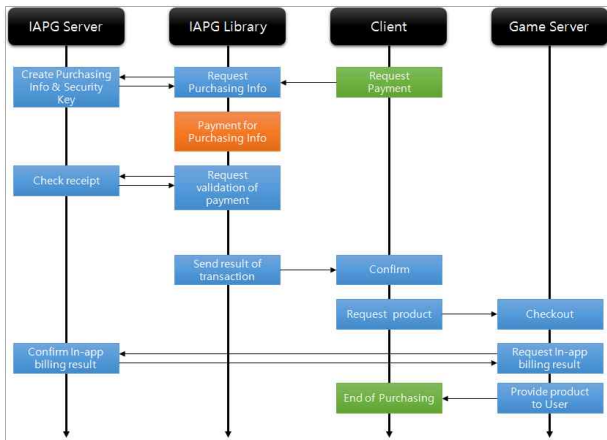 IAPG Server
IAPG Library
Client
Game Server
Create Purchasing
Info & Security
Key
Request
Purchasing Info
Request
Payment
Payment for
Purchasing Info
Check receipt
Request
validation of
payment
Send result of
transaction
Confirm
Request product
Checkout
Confirm In-app
billing result
Request In-app
billing result
End of Purchasing
Provide product
to User